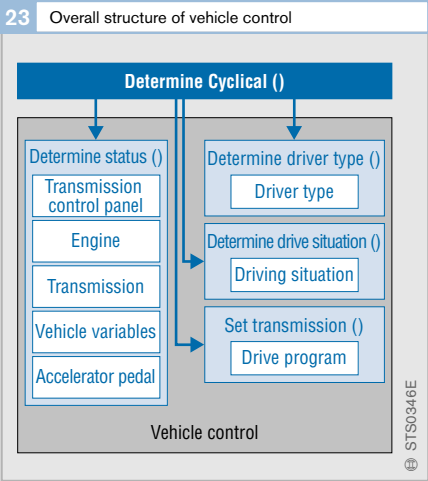 23 Overall structure of vehicle control
Determine Cyclical ()
Determine status ()
Transmission
control panel
Engine
Transmission
Vehicle variables
Accelerator pedal
Determine driver type ()
Driver type
Determine drive situation ()
Driving situation
Set transmission ()
Drive program
Vehicle control
STS0346E